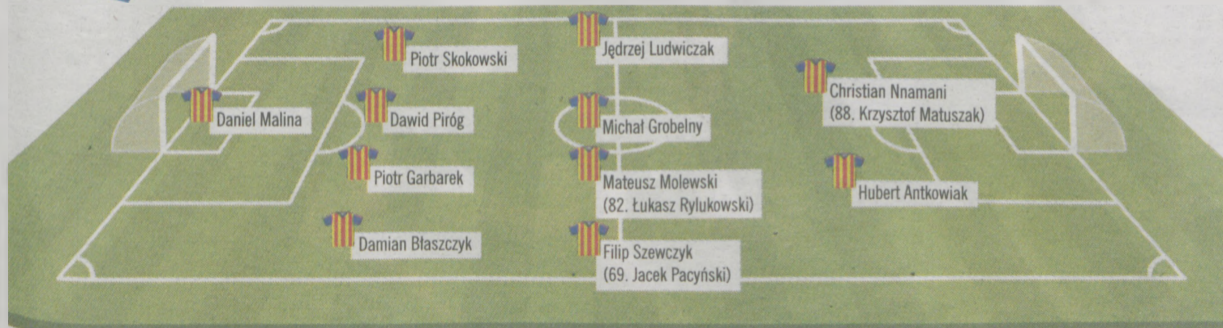 Daniel Malina
Piotr Skokowski
Dawid Piróg
Piotr Garbarek
Damian Błaszczyk
Jędrzej Ludwiczak
Michał Grobelny
Mateusz Molewski
(82. Łukasz Rylukowski)
Filip Szewczyk
(69. Jacek Pacyński)
Christian Nnamani
(88. Krzysztof Matuszak)
Hubert Antkowiak